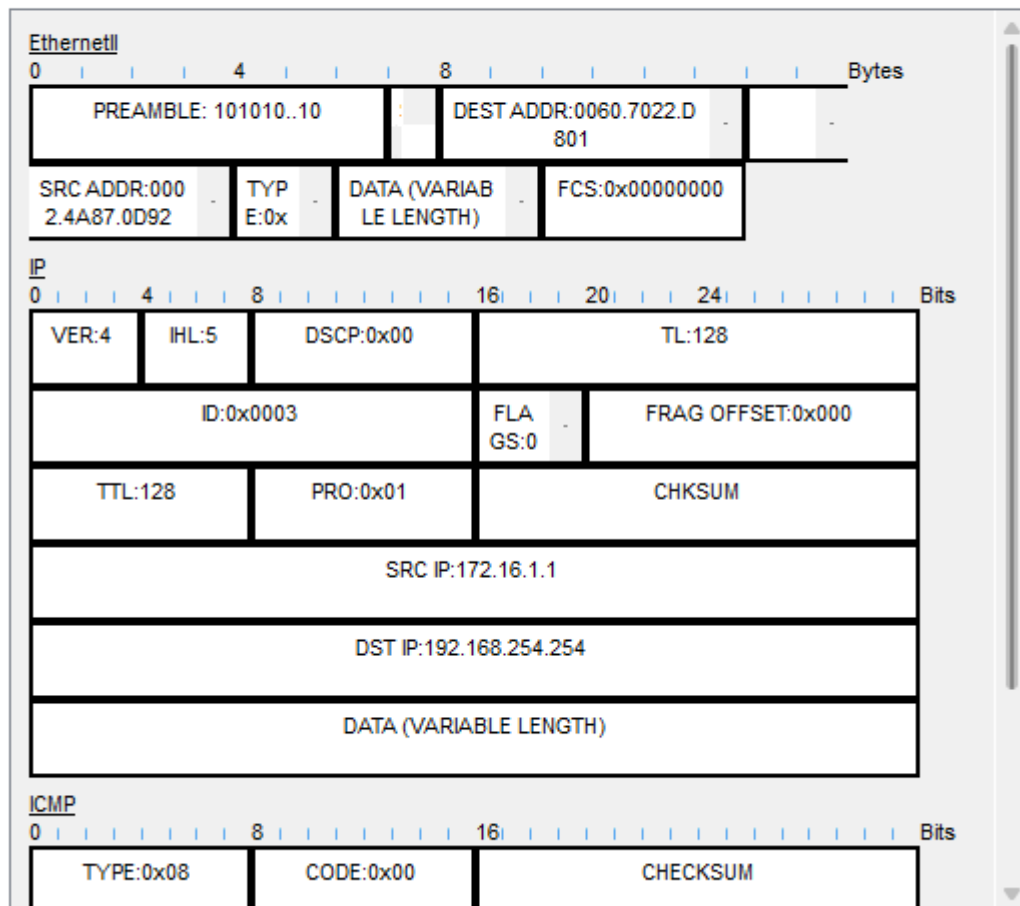 EthernetII
0 4 8 Bytes
PREAMBLE: 101010..10
DEST ADDR:0060.7022.D
801
SRC ADDR:000
2.4A87.0D92
TYP
E:0x
DATA (VARIAB
LE LENGTH)
FCS:0x00000000
IP
0 4 8 16 20 24 Bits
VER:4 IHL:5 DSCP:0x00 TL:128
ID:0x0003
FLA
GS:0
FRAG OFFSET:0x000
TTL:128 PRO:0x01 CHKSUM
SRC IP:172.16.1.1
DST IP:192.168.254.254
DATA (VARIABLE LENGTH)
ICMP
0 8 16 Bits
TYPE:0x08 CODE:0x00 CHECKSUM